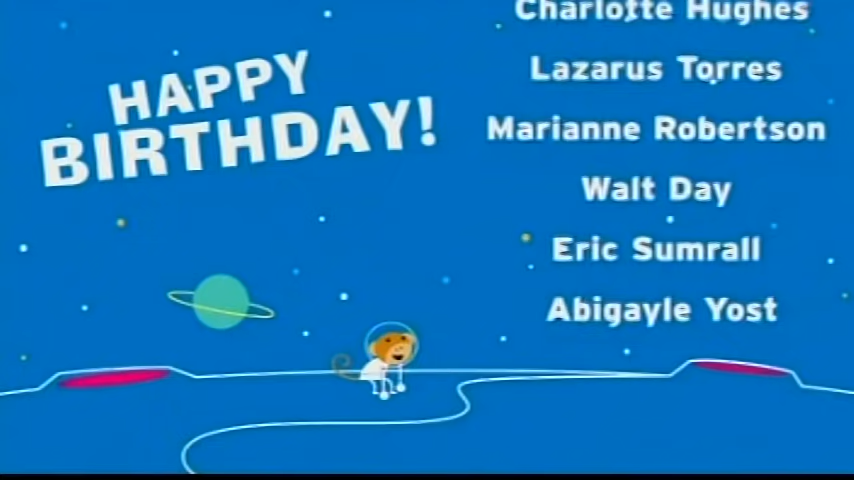 HAPPY
BIRTHDAY!
Charlotte Hughes
Lazarus Torres
Marianne Robertson
Walt Day
Eric Sumrall
Abigayle Yost